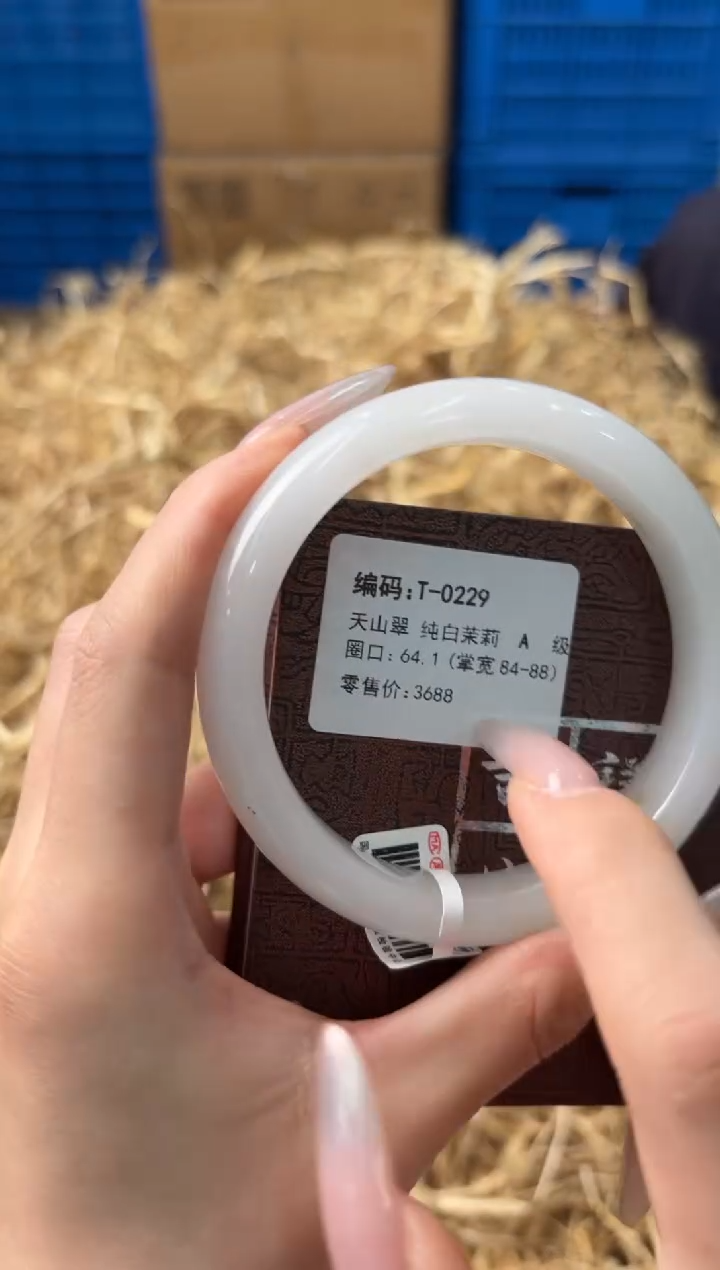 编码:T-0229
天山翠 纯白茉莉 A 级
圈口:64.1(掌宽84-88)
零售价:3688